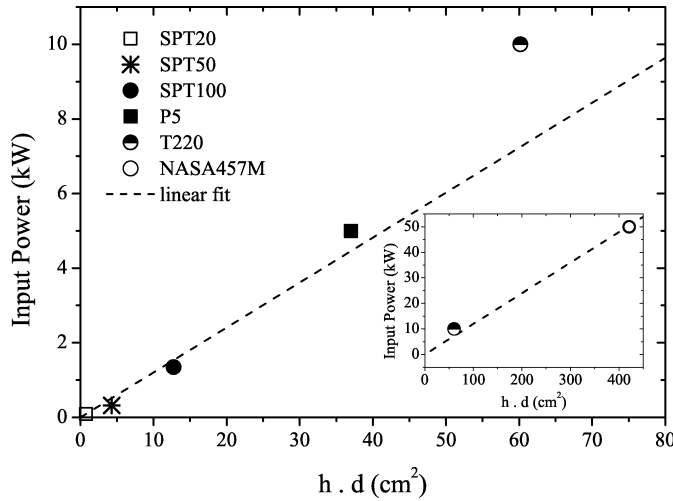 10
8
6
4
2
0
Input Power (kW)
SPT20
SPT50
SPT100
P5
T220
NASA457M
linear fit
50
40
30
20
10
0
Input Power (kW)
0 100 200 300 400
h . d (cm²)
0 10 20 30 40 50 60 70 80
h . d (cm²)